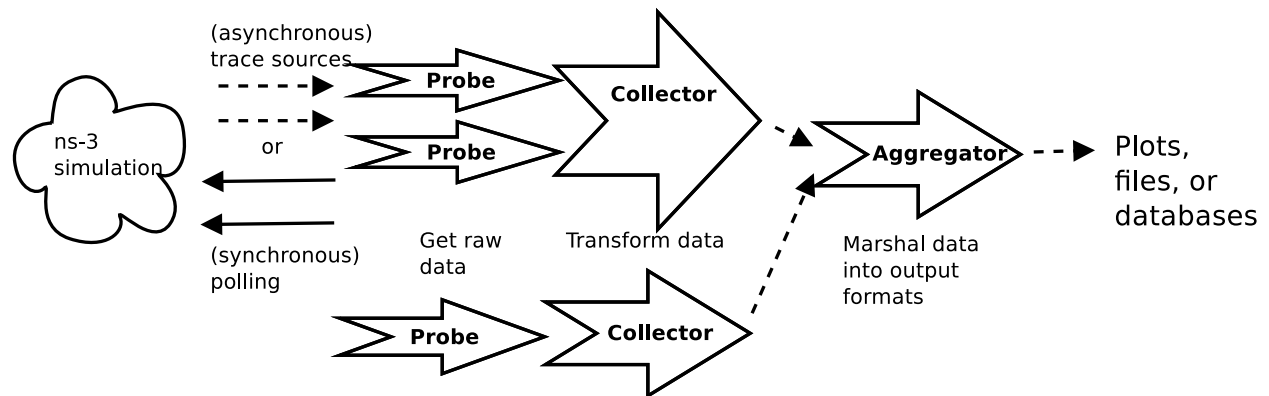 (asynchronous)
trace sources
Probe
Collector
ns-3
simulation
or
Probe
Aggregator
Plots,
files, or
databases
(synchronous)
polling
Get raw
data
Transform data
Marshal data
into output
formats
Probe
Collector